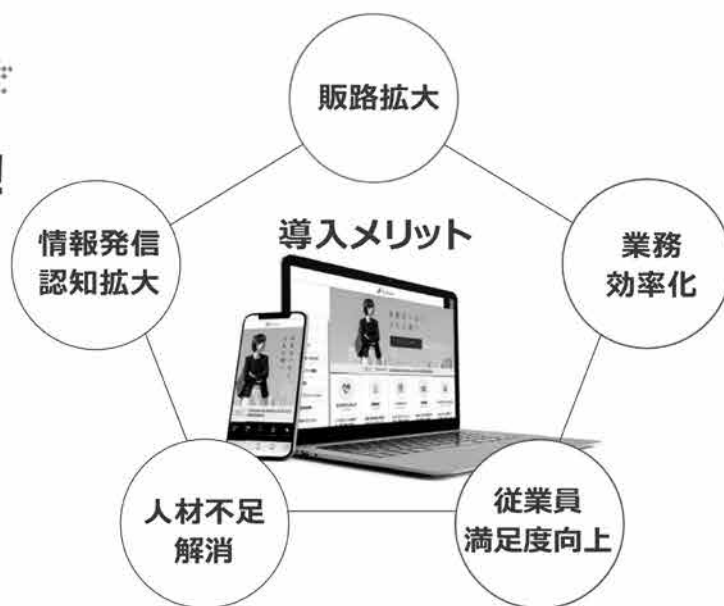 販路拡大
情報発信
認知拡大
導入メリット
業務
効率化
人材不足
解消
従業員
満足度向上